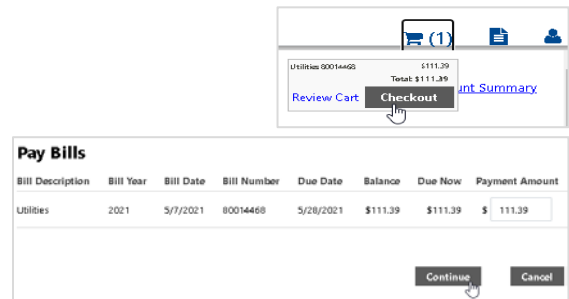 (1)
Utilities 80014468 $111.39
Total: $111.39
Review Cart Checkout
unt Summary
Pay Bills
Bill Description Bill Year Bill Date Bill Number Due Date Balance Due Now Payment Amount
Utilities 2021 5/7/2021 80014468 5/28/2021 $111.39 $111.39 $ 111.39
Continue Cancel